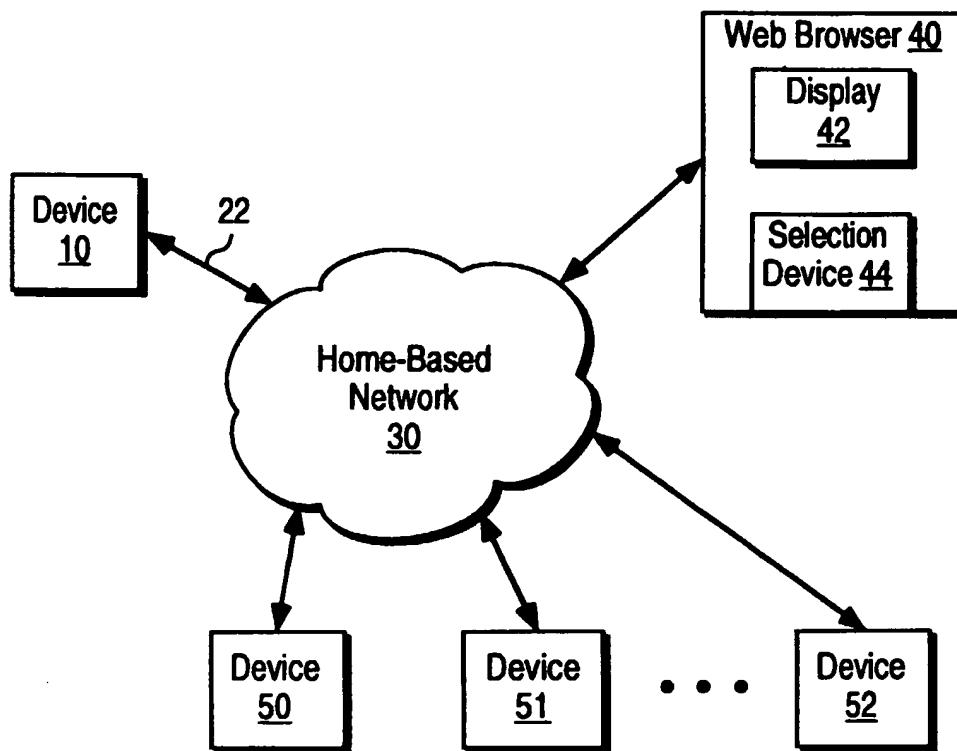 Web Browser 40
Display
42
Selection
Device 44
Device
10
22
Home-Based
Network
30
Device
50
Device
51
• • •
Device
52